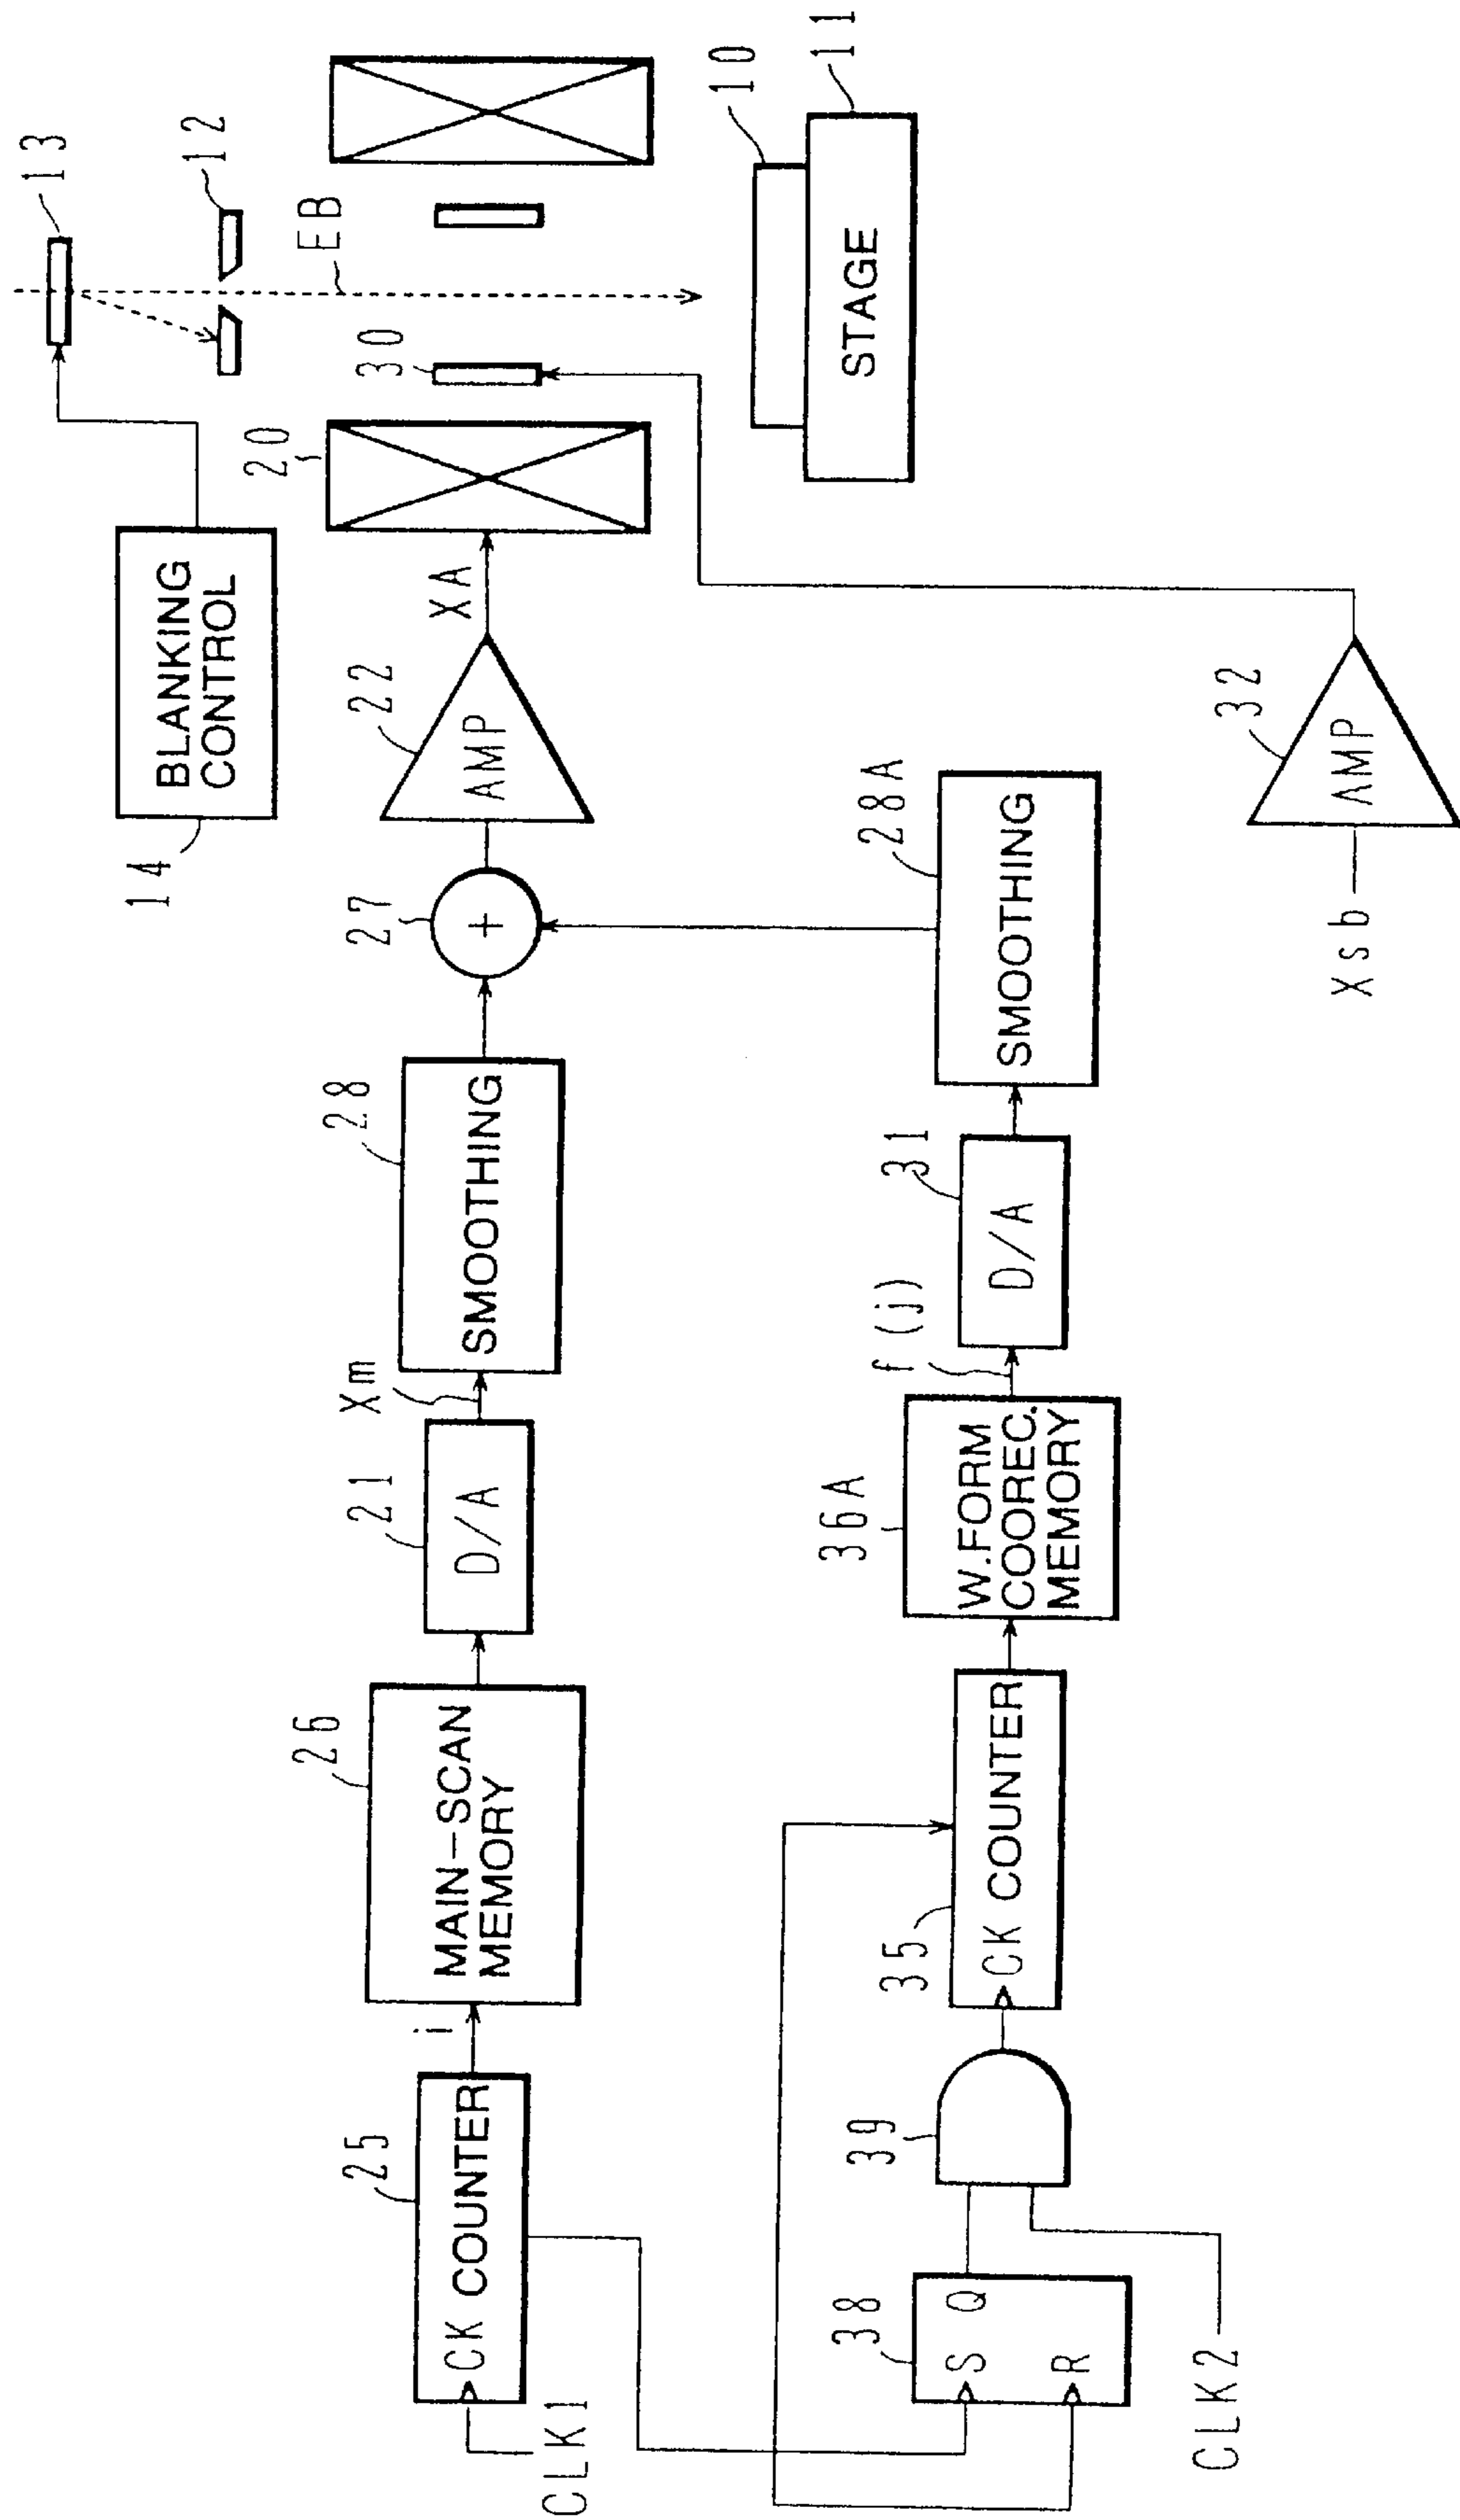 13
12
EB
BLANKING
CONTROL
14
20
30
10
11
STAGE
CLK1
CK COUNTER
25
i
MAIN-SCAN
MEMORY
26
D/A
21
Xm
SMOOTHING
28
+
27
AMP
22
XA
38
S Q
R
CLK2
39
CK COUNTER
35
W.FORM
COOREC.
MEMORY
36A
f(j)
D/A
31
SMOOTHING
28A
Xsb
AMP
32